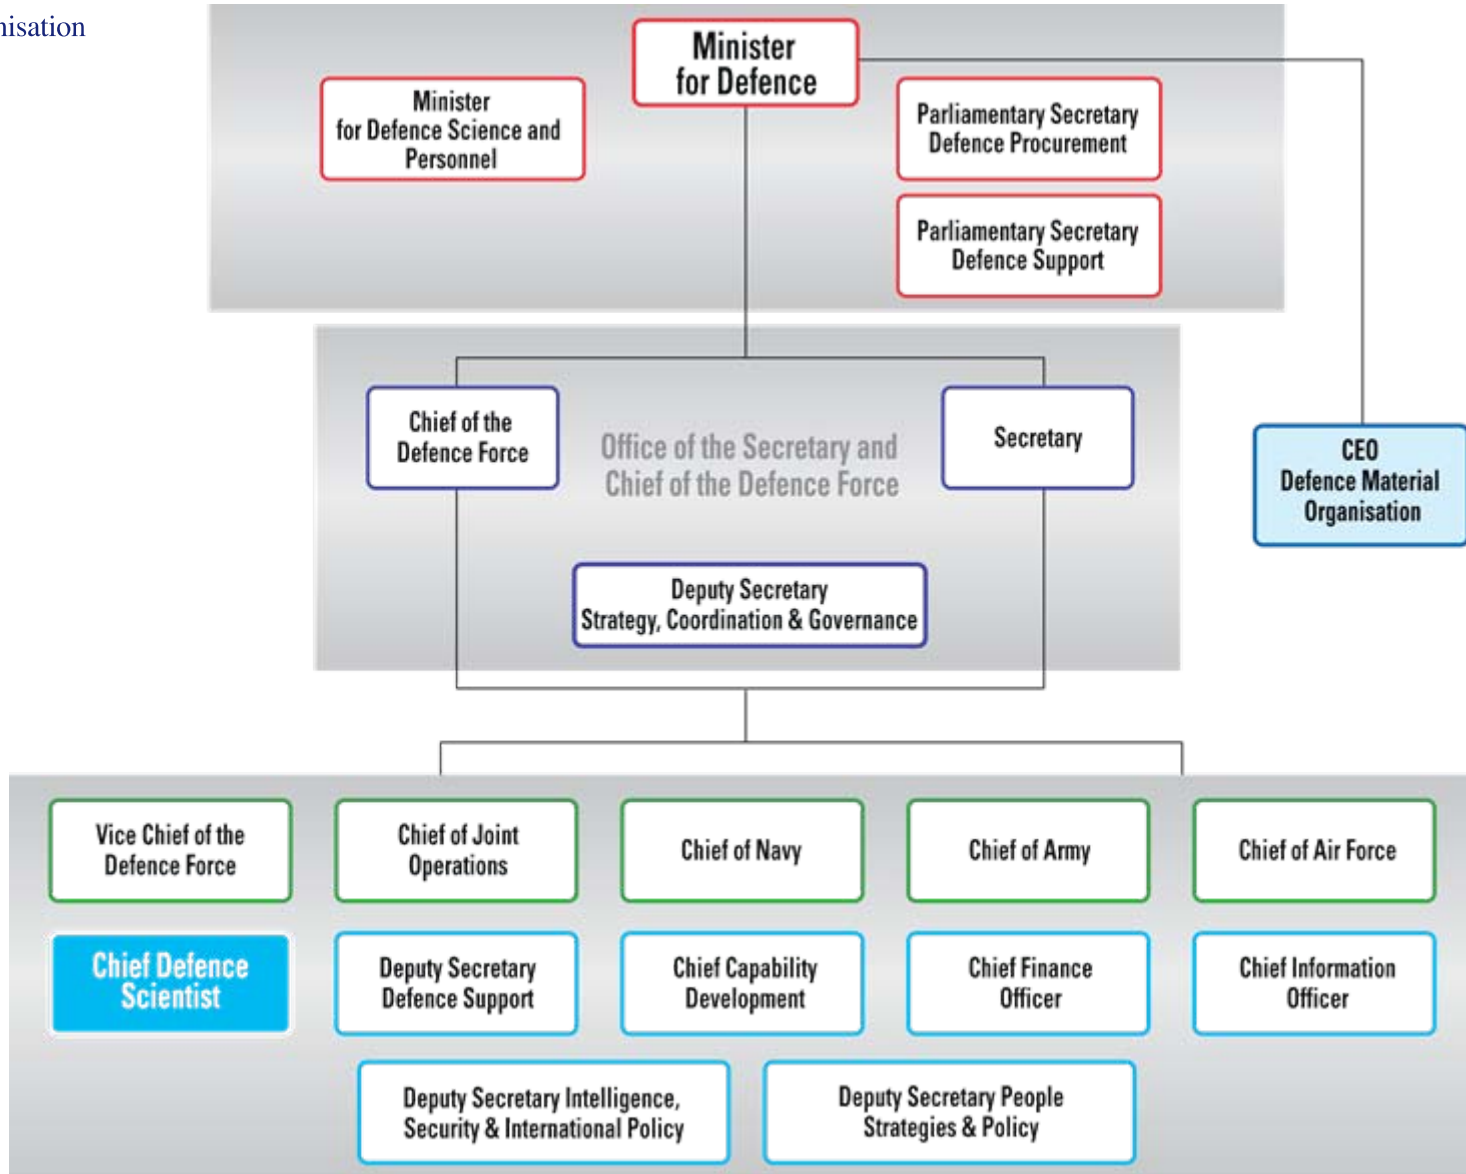 nisation
Minister
for Defence
Minister
for Defence Science and
Personnel
Parliamentary Secretary
Defence Procurement
Parliamentary Secretary
Defence Support
Chief of the
Defence Force
Office of the Secretary and
Chief of the Defence Force
Secretary
CEO
Defence Material
Organisation
Deputy Secretary
Strategy, Coordination & Governance
Vice Chief of the
Defence Force
Chief of Joint
Operations
Chief of Navy
Chief of Army
Chief of Air Force
Chief Defence
Scientist
Deputy Secretary
Defence Support
Chief Capability
Development
Chief Finance
Officer
Chief Information
Officer
Deputy Secretary Intelligence,
Security & International Policy
Deputy Secretary People
Strategies & Policy